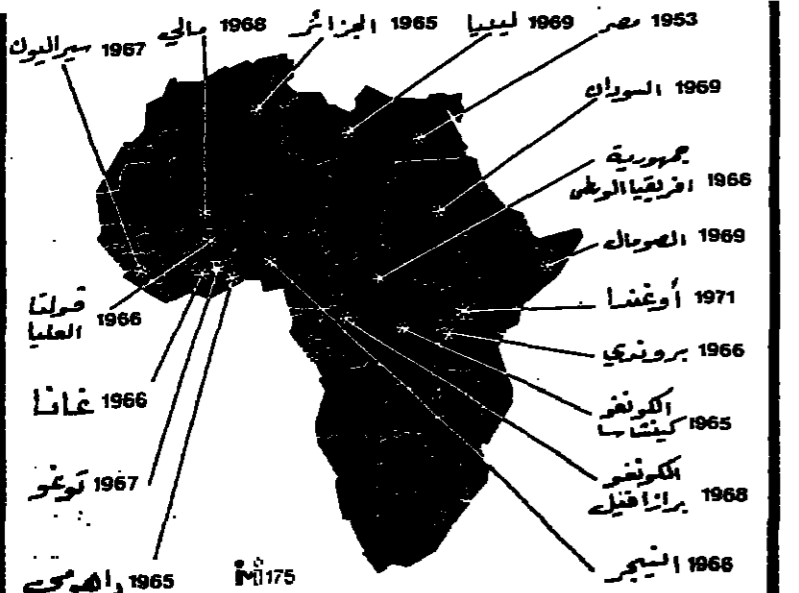 سيراليون 1967
مالي 1968
الجزائر 1965
ليبيا 1969
مصر 1953
السودان 1969
جمهورية
افريقيا الوسطى 1966
الصومال 1969
أوغندا 1971
بروندي 1966
الكونغو
كينشاسا 1965
الكونغو
برازافيل 1968
النيجر 1966
ڤولتا
العليا 1966
غانا 1966
توغو 1967
داهومي 1965
175